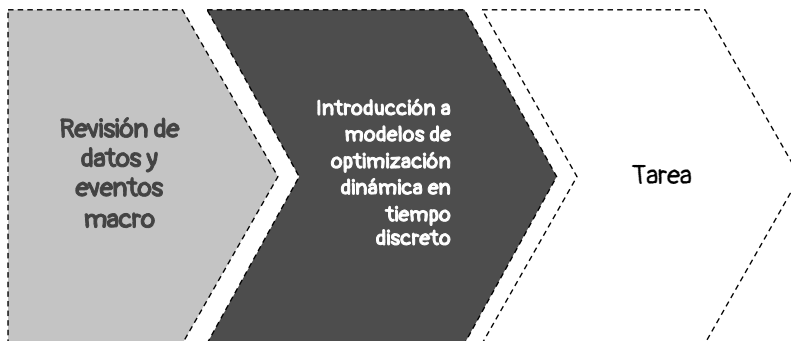 Revisión de
datos y
eventos
macro
Introducción a
modelos de
optimización
dinámica en
tiempo
discreto
Tarea